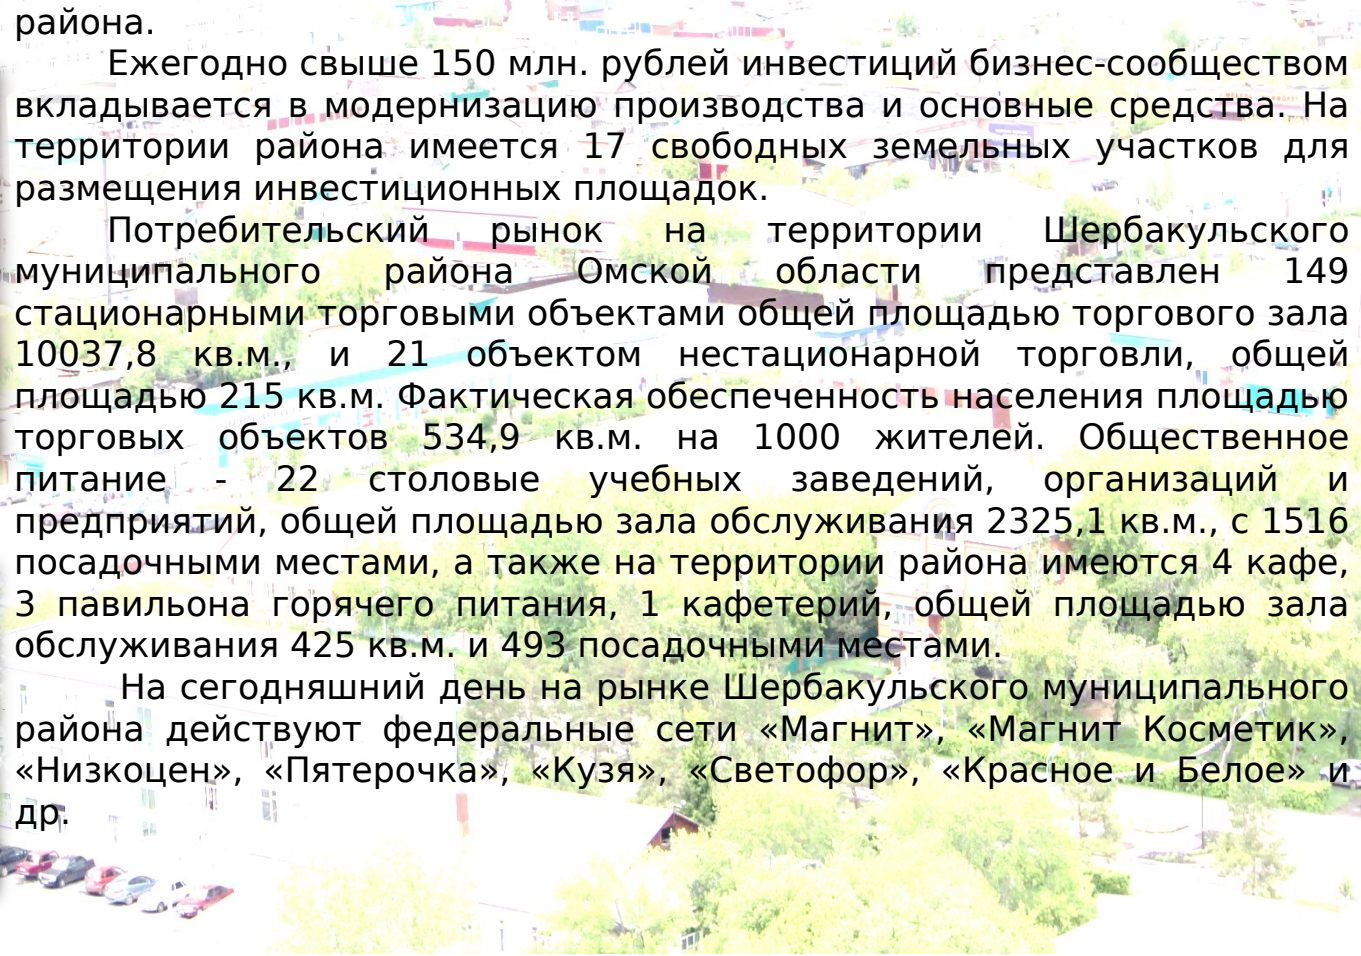 района.
Ежегодно свыше 150 млн. рублей инвестиций бизнес-сообществом
вкладывается в модернизацию производства и основные средства. На
территории района имеется 17 свободных земельных участков для
размещения инвестиционных площадок.
Потребительский рынок на территории Шербакульского
муниципального района Омской области представлен 149
стационарными торговыми объектами общей площадью торгового зала
10037,8 кв.м., и 21 объектом нестационарной торговли, общей
площадью 215 кв.м. Фактическая обеспеченность населения площадью
торговых объектов 534,9 кв.м. на 1000 жителей. Общественное
питание - 22 столовые учебных заведений, организаций и
предприятий, общей площадью зала обслуживания 2325,1 кв.м., с 1516
посадочными местами, а также на территории района имеются 4 кафе,
3 павильона горячего питания, 1 кафетерий, общей площадью зала
обслуживания 425 кв.м. и 493 посадочными местами.
На сегодняшний день на рынке Шербакульского муниципального
района действуют федеральные сети «Магнит», «Магнит Косметик»,
«Низкоцен», «Пятерочка», «Кузя», «Светофор», «Красное и Белое» и
др.